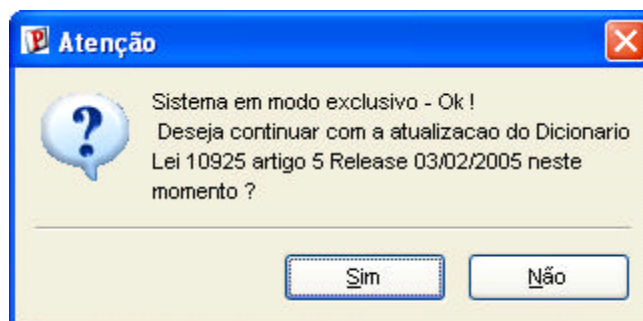 Atenção
Sistema em modo exclusivo - Ok !
Deseja continuar com a atualizacao do Dicionario
Lei 10925 artigo 5 Release 03/02/2005 neste
momento ?
Sim Não